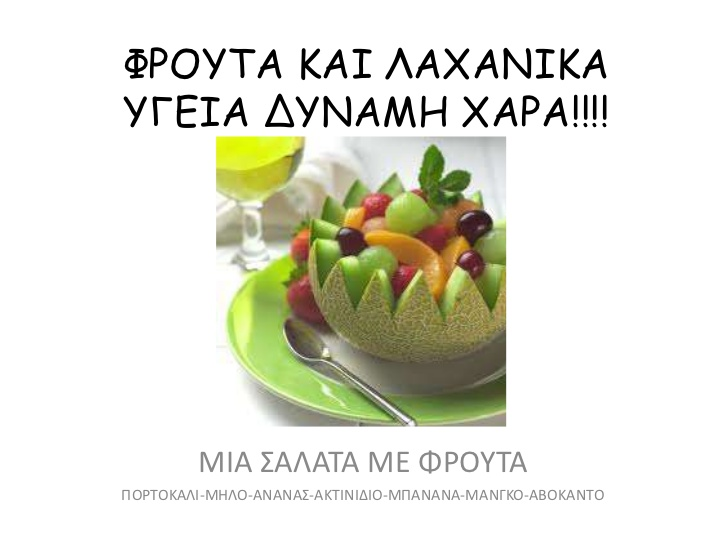 ΦΡΟΥΤΑ ΚΑΙ ΛΑΧΑΝΙΚΑ
ΥΓΕΙΑ ΔΥΝΑΜΗ ΧΑΡΑ!!!!
ΜΙΑ ΣΑΛΑΤΑ ΜΕ ΦΡΟΥΤΑ
ΠΟΡΤΟΚΑΛΙ-ΜΗΛΟ-ΑΝΑΝΑΣ-ΑΚΤΙΝΙΔΙΟ-ΜΠΑΝΑΝΑ-ΜΑΝΓΚΟ-ΑΒΟΚΑΝΤΟ